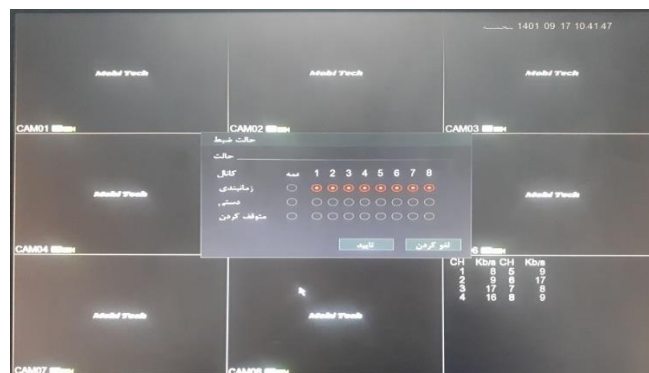 1401 09 17 10:41:47
Mobi Tech
Mobi Tech
Mobi Tech
CAM01
CAM02
CAM03
حالت ضبط
حالت
کانال همه 1 2 3 4 5 6 7 8
زمانبندی
دستی
متوقف کردن
تایید
لغو کردن
Mobi Tech
Mobi Tech
CAM04
6
CH Kb/s CH Kb/s
1 8 5 9
2 9 6 17
3 17 7 8
4 16 8 9
Mobi Tech
Mobi Tech
CAM07
CAM08